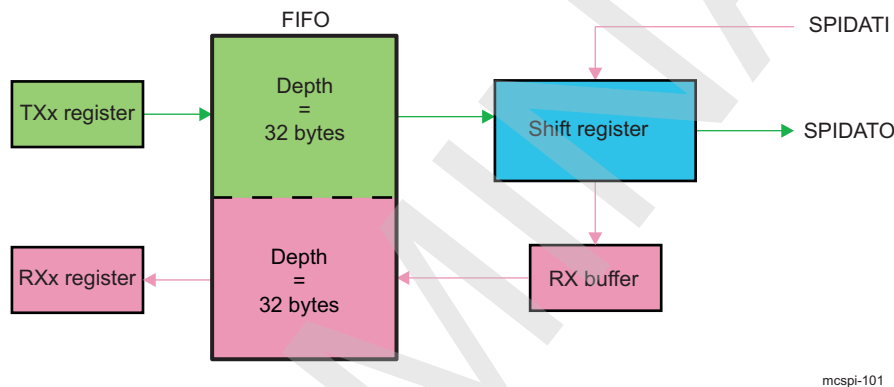 FIFO
SPIDATI
Depth
=
32 bytes
TXx register
Shift register
SPIDATO
Depth
=
32 bytes
RXx register
RX buffer
mcspi-101